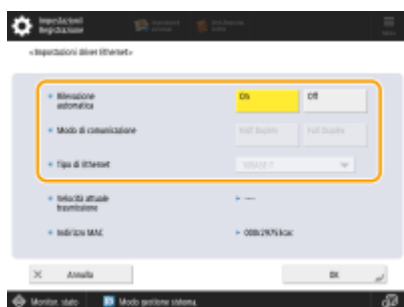 Impostazioni/
Registrazione
Menu
<Impostazioni driver Ethernet>
Rilevazione
automatica
On
Off
Modo di comunicazione
Half Duplex
Full Duplex
Tipo di Ethernet
Velocità attuale
trasmissione
----
Indirizzo MAC
Annulla
OK
Monitor. stato
Modo gestione sistema.